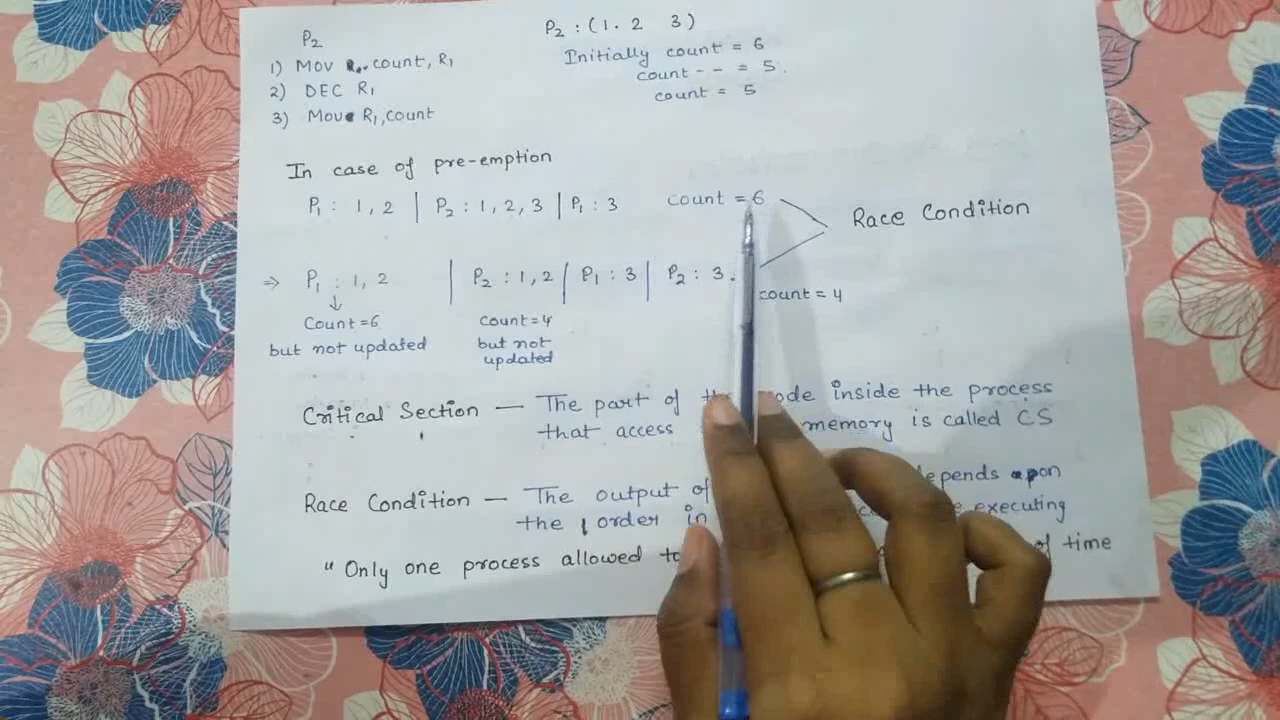 P2
1) Mov count, R1
2) DEC R1
3) Move R1, count
P2 : (1. 2 3)
Initially count = 6
count - - = 5.
count = 5
In case of pre-emption
P1 : 1, 2 | P2 : 1, 2, 3 | P1 : 3 count = 6
Race Condition
⇒ P1 : 1, 2 | P2 : 1, 2 | P1 : 3 | P2 : 3.
count = 4
Count = 6
but not updated
count = 4
but not
updated
Critical Section — The part of code inside the process
that access memory is called CS
Race Condition — The output of depends upon
the order in executing
" Only one process allowed to of time